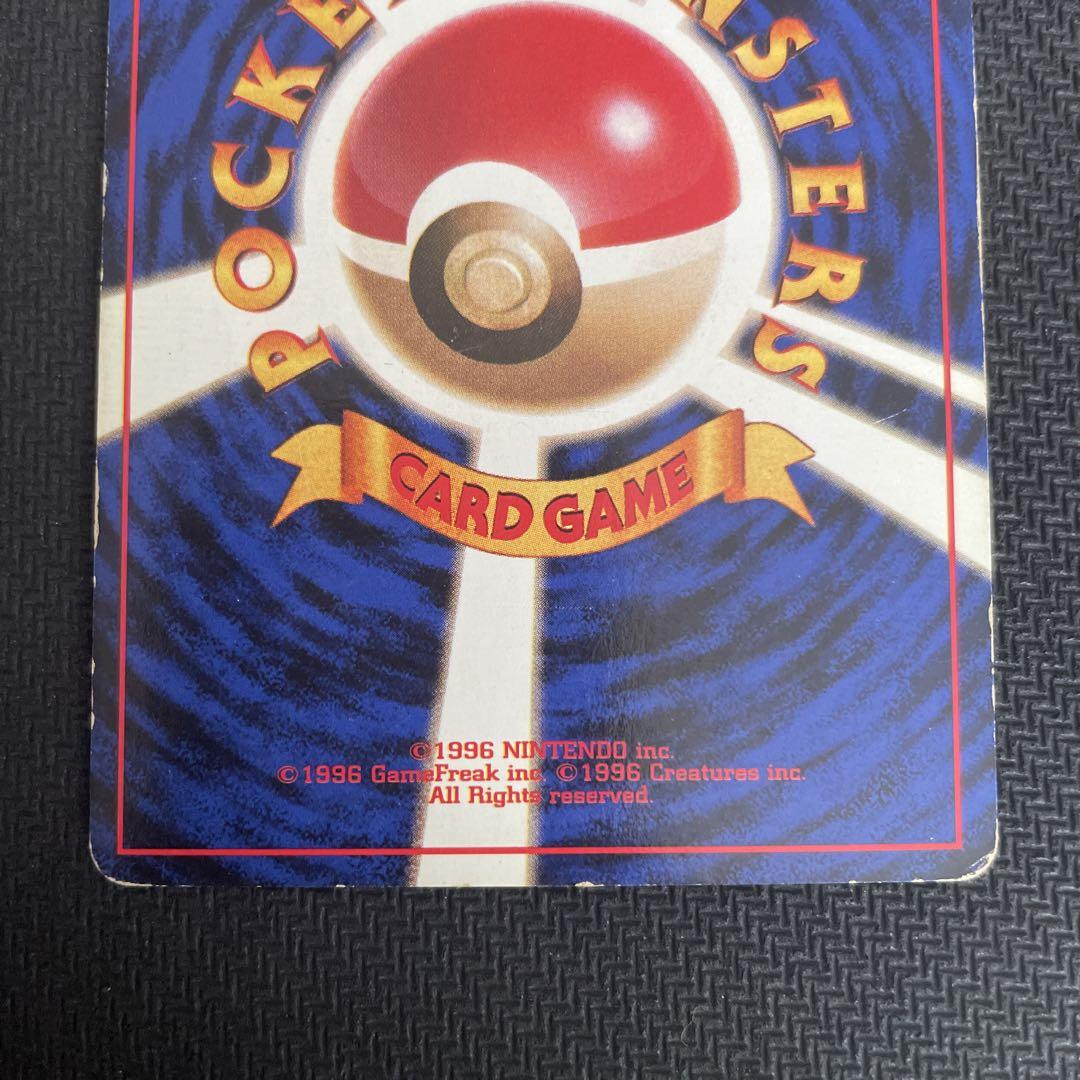 POCKE
NSTERS
CARD GAME
©1996 NINTENDO inc.
©1996 GameFreak inc. ©1996 Creatures inc.
All Rights reserved.